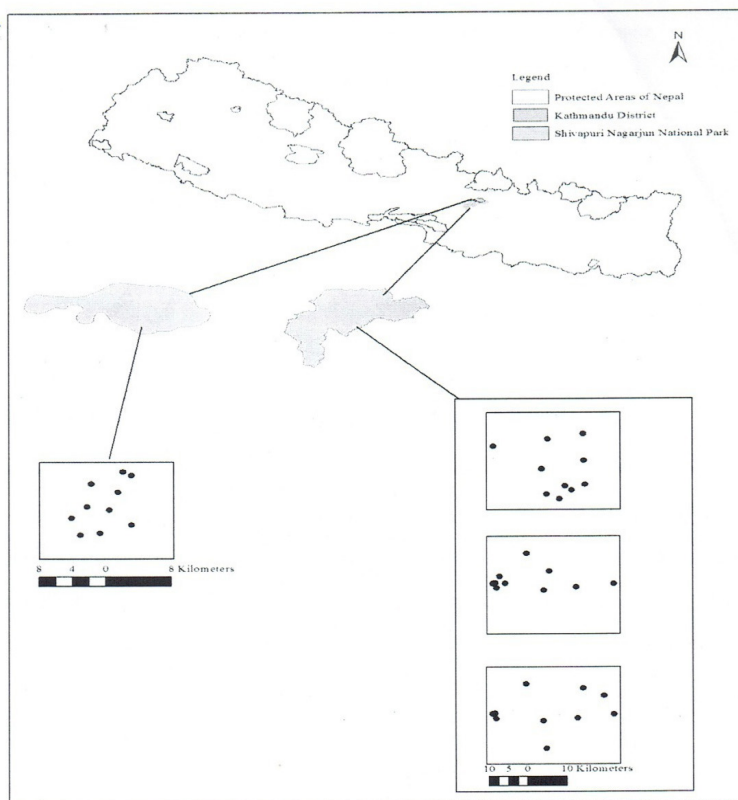 N
Legend
Protected Areas of Nepal
Kathmandu District
Shivapuri Nagarjun National Park
8 4 0 8 Kilometers
10 5 0 10 Kilometers